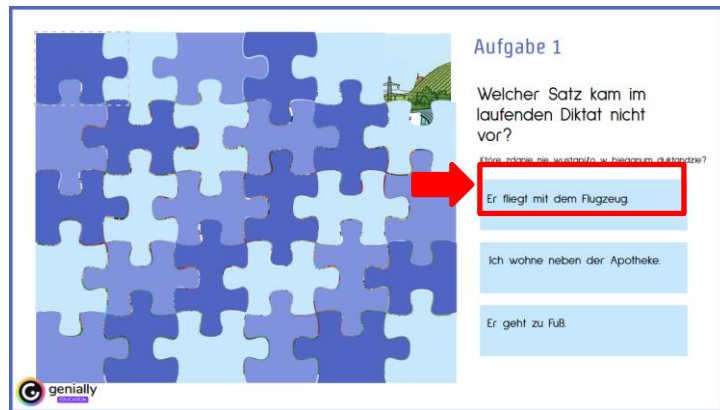 Aufgabe 1
Welcher Satz kam im
laufenden Diktat nicht
vor?
Które zdanie nie wystąpiło w bieganym dyktandzie?
Er fliegt mit dem Flugzeug.
Ich wohne neben der Apotheke.
Er geht zu Fuß.
genially
EDUCATION